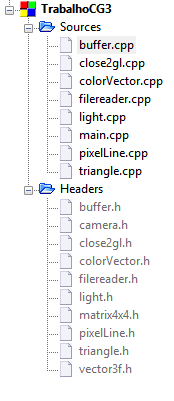 TrabalhoCG3
Sources
buffer.cpp
close2gl.cpp
colorVector.cpp
filereader.cpp
light.cpp
main.cpp
pixelLine.cpp
triangle.cpp
Headers
buffer.h
camera.h
close2gl.h
colorVector.h
filereader.h
light.h
matrix4x4.h
pixelLine.h
triangle.h
vector3f.h